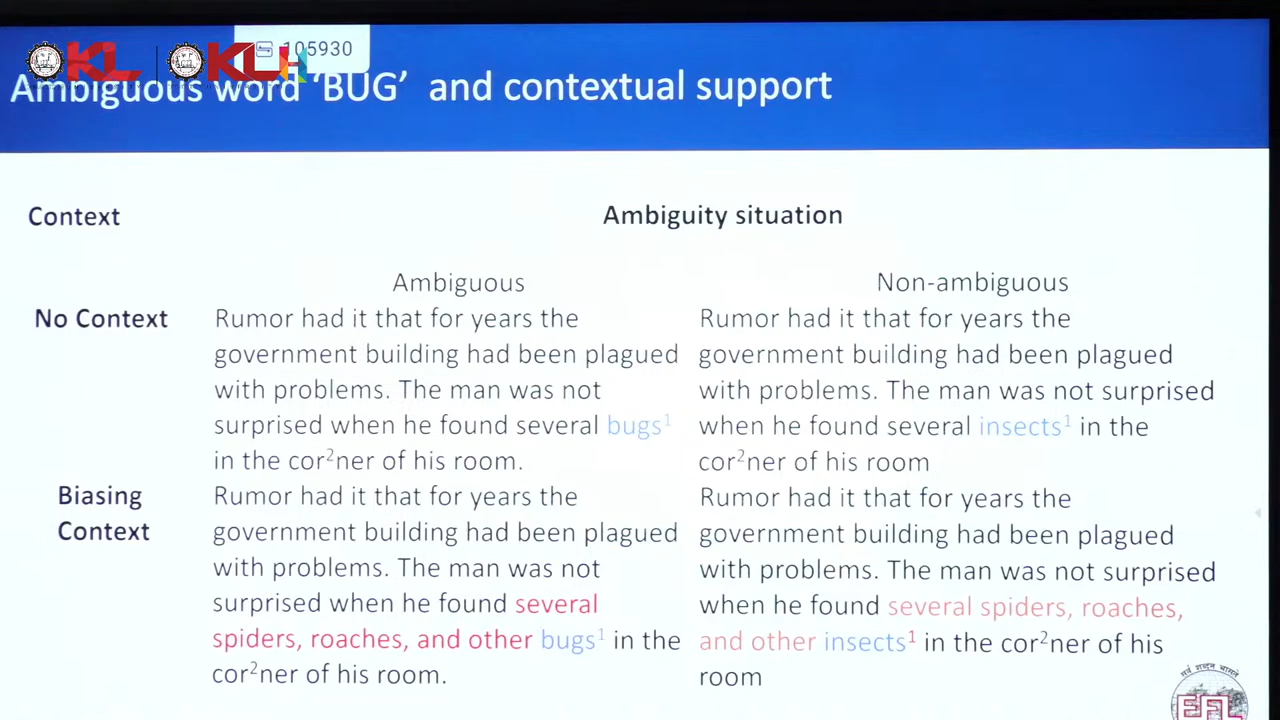 105930
KL KLH
Ambiguous word ‘BUG’ and contextual support
Context
Ambiguity situation
Ambiguous
Non-ambiguous
No Context
Rumor had it that for years the
government building had been plagued
with problems. The man was not
surprised when he found several bugs¹
in the cor²ner of his room.
Rumor had it that for years the
government building had been plagued
with problems. The man was not surprised
when he found several insects¹ in the
cor²ner of his room
Biasing
Context
Rumor had it that for years the
government building had been plagued
with problems. The man was not
surprised when he found several
spiders, roaches, and other bugs¹ in the
cor²ner of his room.
Rumor had it that for years the
government building had been plagued
with problems. The man was not surprised
when he found several spiders, roaches,
and other insects¹ in the cor²ner of his
room
EFL